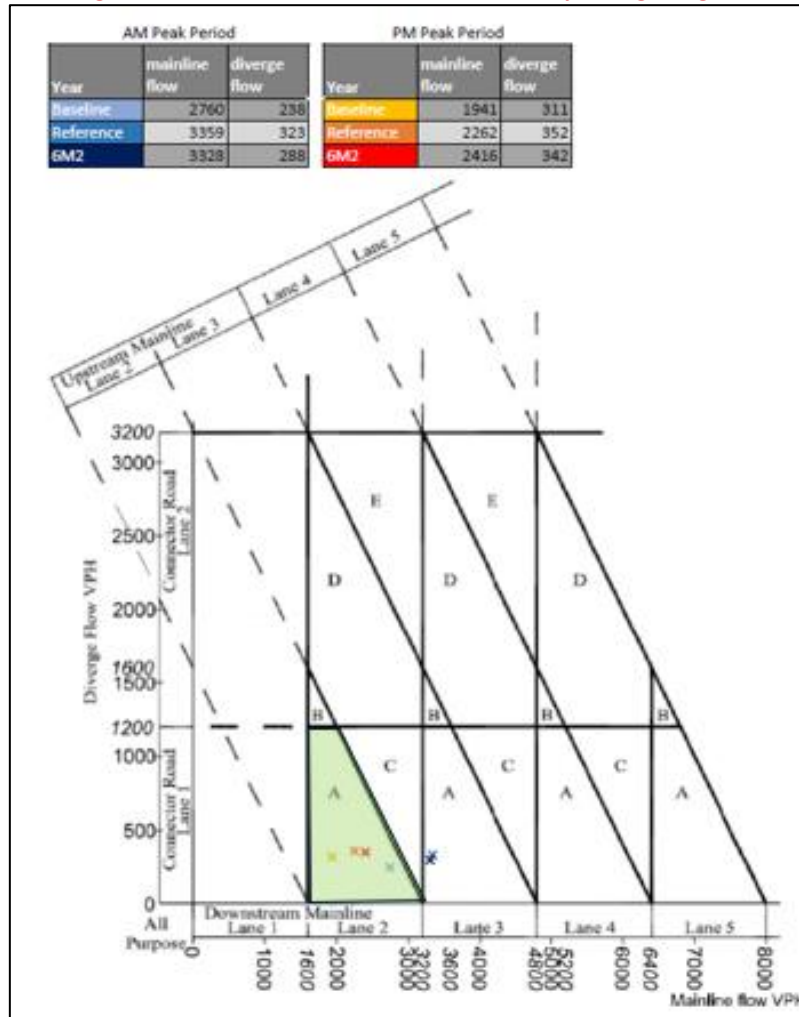 AM Peak Period
Year mainline flow diverge flow
Baseline 2760 238
Reference 3359 323
6M2 3328 288
PM Peak Period
Year mainline flow diverge flow
Baseline 1941 311
Reference 2262 352
6M2 2416 342
Upstream Mainline
Lane 2
Lane 3
Lane 4
Lane 5
Diverge Flow VPH
Connector Road
Lane 2
Connector Road
Lane 1
3200
3000
2500
2000
1600
1500
1200
1000
500
0
E E
D D D
B B B B
C C C
A A A A
All
Purpose
Downstream Mainline
Lane 1 Lane 2 Lane 3 Lane 4 Lane 5
0 1000 1600 2000 3000 3200 3600 4000 4800 5000 5200 6000 6400 7000 8000
Mainline flow VPH